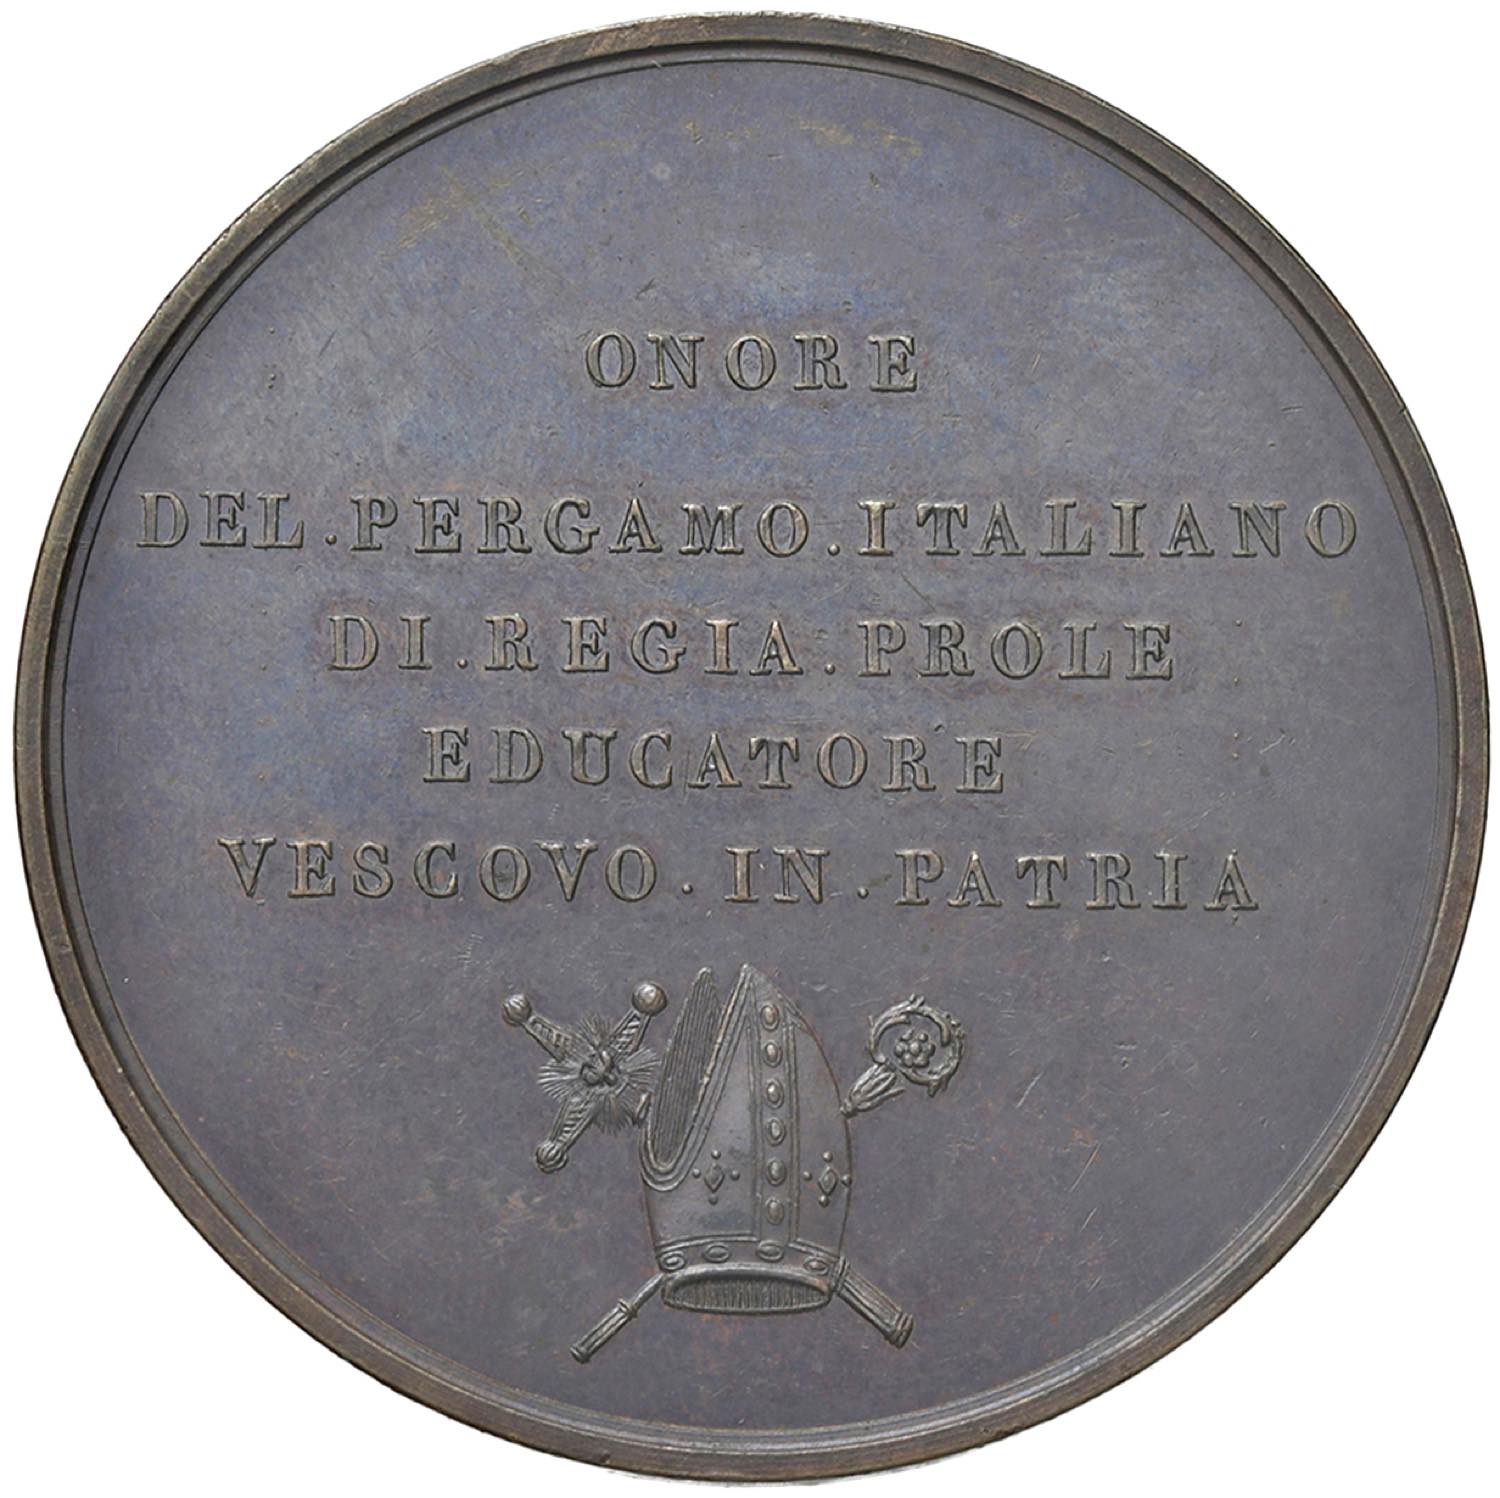 ONORE
DEL.PERGAMO.ITALIANO
DI.REGIA.PROLE
EDUCATORE
VESCOVO.IN.PATRIA